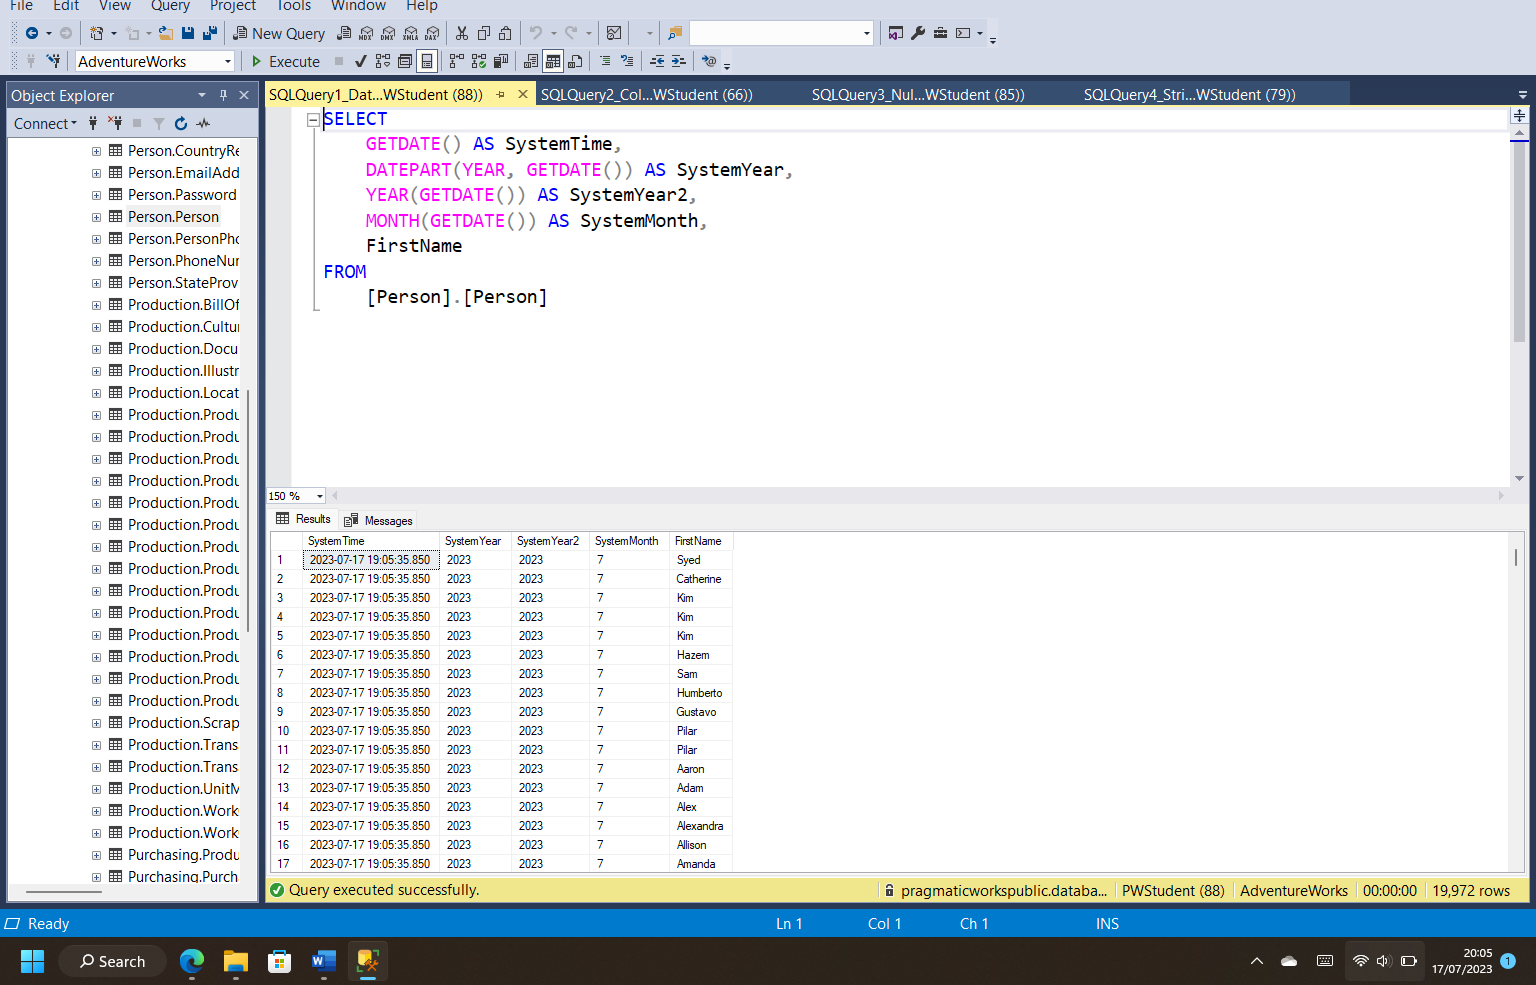 File Edit View Query Project Tools Window Help
New Query MDX DMX XMLA DAX
AdventureWorks Execute
Object Explorer
Connect
Person.CountryRe
Person.EmailAdd
Person.Password
Person.Person
Person.PersonPho
Person.PhoneNur
Person.StateProv
Production.BillOf
Production.Cultur
Production.Docu
Production.Illustr
Production.Locat
Production.Produ
Production.Produ
Production.Produ
Production.Produ
Production.Produ
Production.Produ
Production.Produ
Production.Produ
Production.Produ
Production.Produ
Production.Produ
Production.Produ
Production.Produ
Production.Produ
Production.Scrap
Production.Trans
Production.Trans
Production.UnitM
Production.Work
Production.Work
Purchasing.Produ
Purchasing.Purch
SQLQuery1_Dat...WStudent (88)) SQLQuery2_Col...WStudent (66)) SQLQuery3_Nul...WStudent (85)) SQLQuery4_Stri...WStudent (79))
SELECT
GETDATE() AS SystemTime,
DATEPART(YEAR, GETDATE()) AS SystemYear,
YEAR(GETDATE()) AS SystemYear2,
MONTH(GETDATE()) AS SystemMonth,
FirstName
FROM
[Person].[Person]
150 %
Results Messages
SystemTime SystemYear SystemYear2 SystemMonth FirstName
1 2023-07-17 19:05:35.850 2023 2023 7 Syed
2 2023-07-17 19:05:35.850 2023 2023 7 Catherine
3 2023-07-17 19:05:35.850 2023 2023 7 Kim
4 2023-07-17 19:05:35.850 2023 2023 7 Kim
5 2023-07-17 19:05:35.850 2023 2023 7 Kim
6 2023-07-17 19:05:35.850 2023 2023 7 Hazem
7 2023-07-17 19:05:35.850 2023 2023 7 Sam
8 2023-07-17 19:05:35.850 2023 2023 7 Humberto
9 2023-07-17 19:05:35.850 2023 2023 7 Gustavo
10 2023-07-17 19:05:35.850 2023 2023 7 Pilar
11 2023-07-17 19:05:35.850 2023 2023 7 Pilar
12 2023-07-17 19:05:35.850 2023 2023 7 Aaron
13 2023-07-17 19:05:35.850 2023 2023 7 Adam
14 2023-07-17 19:05:35.850 2023 2023 7 Alex
15 2023-07-17 19:05:35.850 2023 2023 7 Alexandra
16 2023-07-17 19:05:35.850 2023 2023 7 Allison
17 2023-07-17 19:05:35.850 2023 2023 7 Amanda
Query executed successfully. pragmaticworkspublic.databa... PWStudent (88) AdventureWorks 00:00:00 19,972 rows
Ready Ln 1 Col 1 Ch 1 INS
Search 20:05
17/07/2023 1